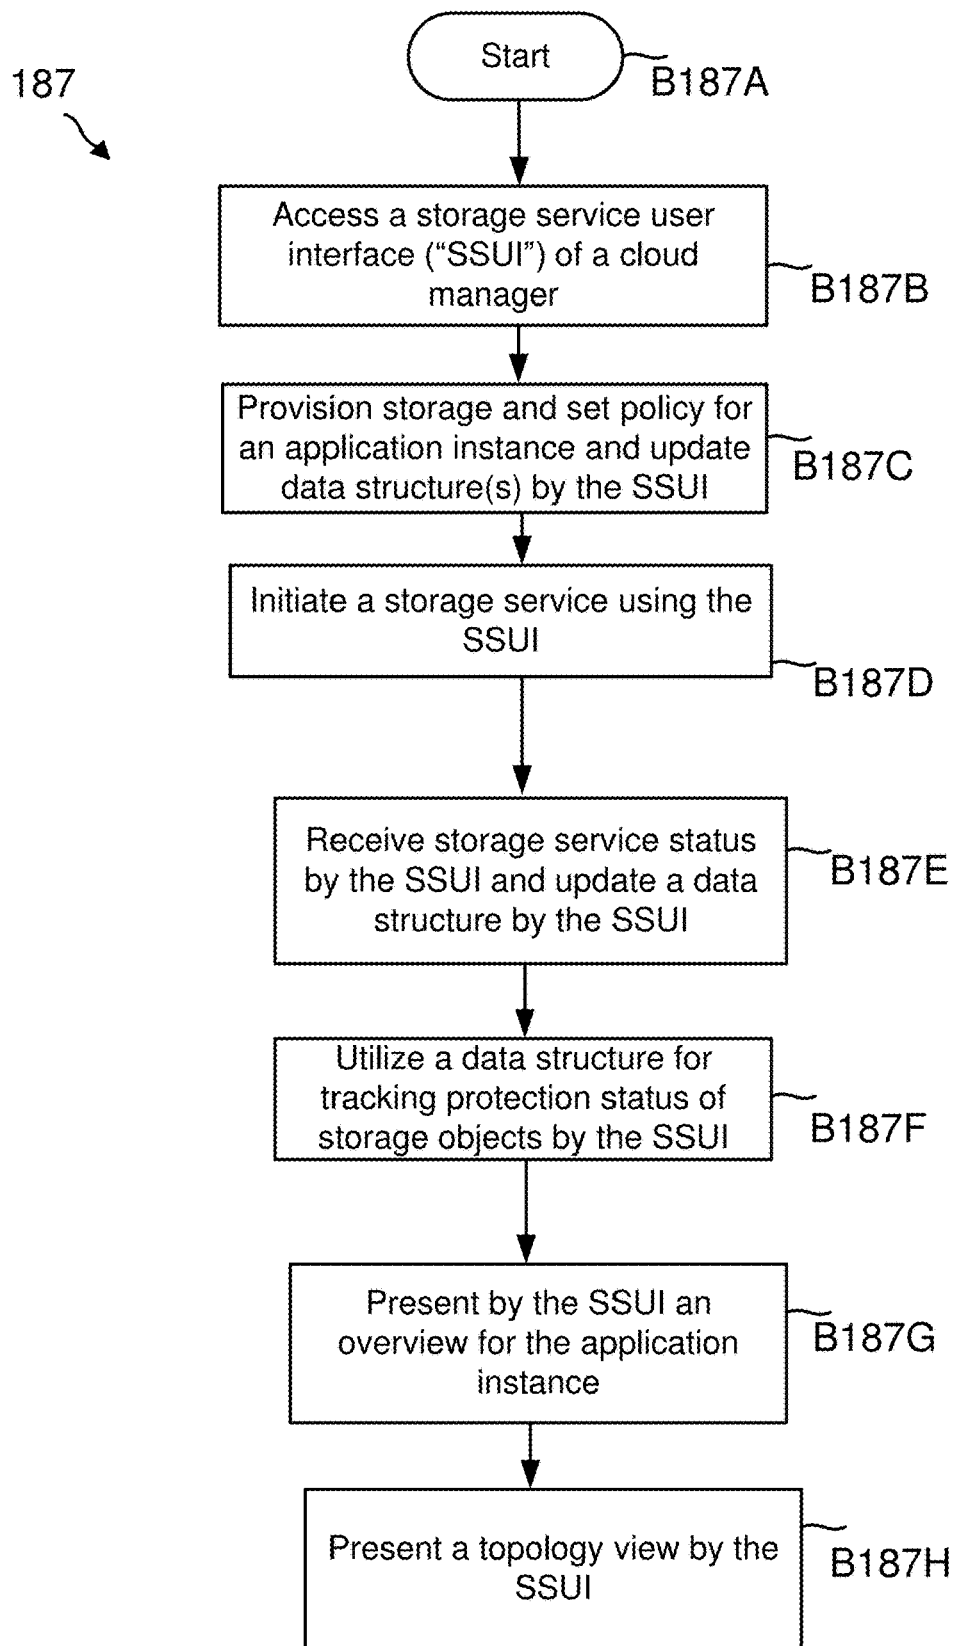 Start
B187A
187
Access a storage service user
interface (“SSUI”) of a cloud
manager
B187B
Provision storage and set policy for
an application instance and update
data structure(s) by the SSUI
B187C
Initiate a storage service using the
SSUI
B187D
Receive storage service status
by the SSUI and update a data
structure by the SSUI
B187E
Utilize a data structure for
tracking protection status of
storage objects by the SSUI
B187F
Present by the SSUI an
overview for the application
instance
B187G
Present a topology view by the
SSUI
B187H